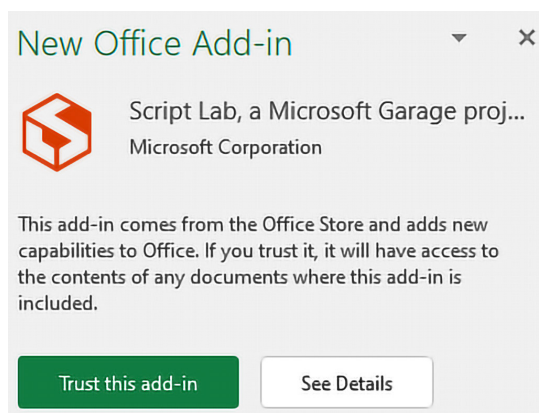 New Office Add-in
Script Lab, a Microsoft Garage proj...
Microsoft Corporation
This add-in comes from the Office Store and adds new
capabilities to Office. If you trust it, it will have access to
the contents of any documents where this add-in is
included.
Trust this add-in
See Details